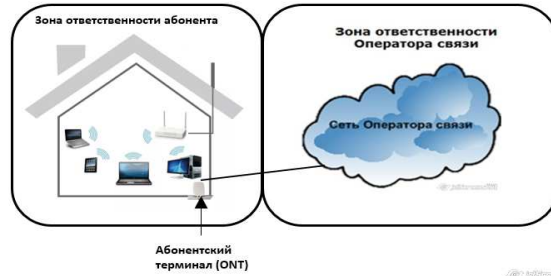 Зона ответственности абонента
Зона ответственности
Оператора связи
Сеть Оператора связи
Абонентский
терминал (ONT)